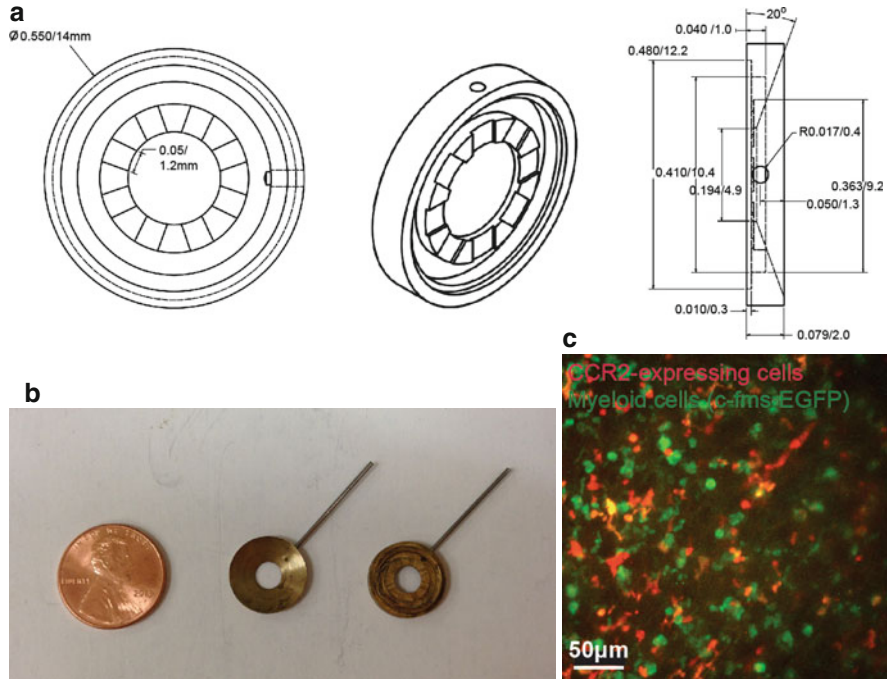 a
Ø0.550/14mm
0.05/
1.2mm
20°
0.040 /1.0
0.480/12.2
R0.017/0.4
0.410/10.4
0.194/4.9
0.363/9.2
0.050/1.3
0.010/0.3
0.079/2.0
b
LIBERTY
c
CCR2-expressing cells
Myeloid cells (c-fms-EGFP)
50µm